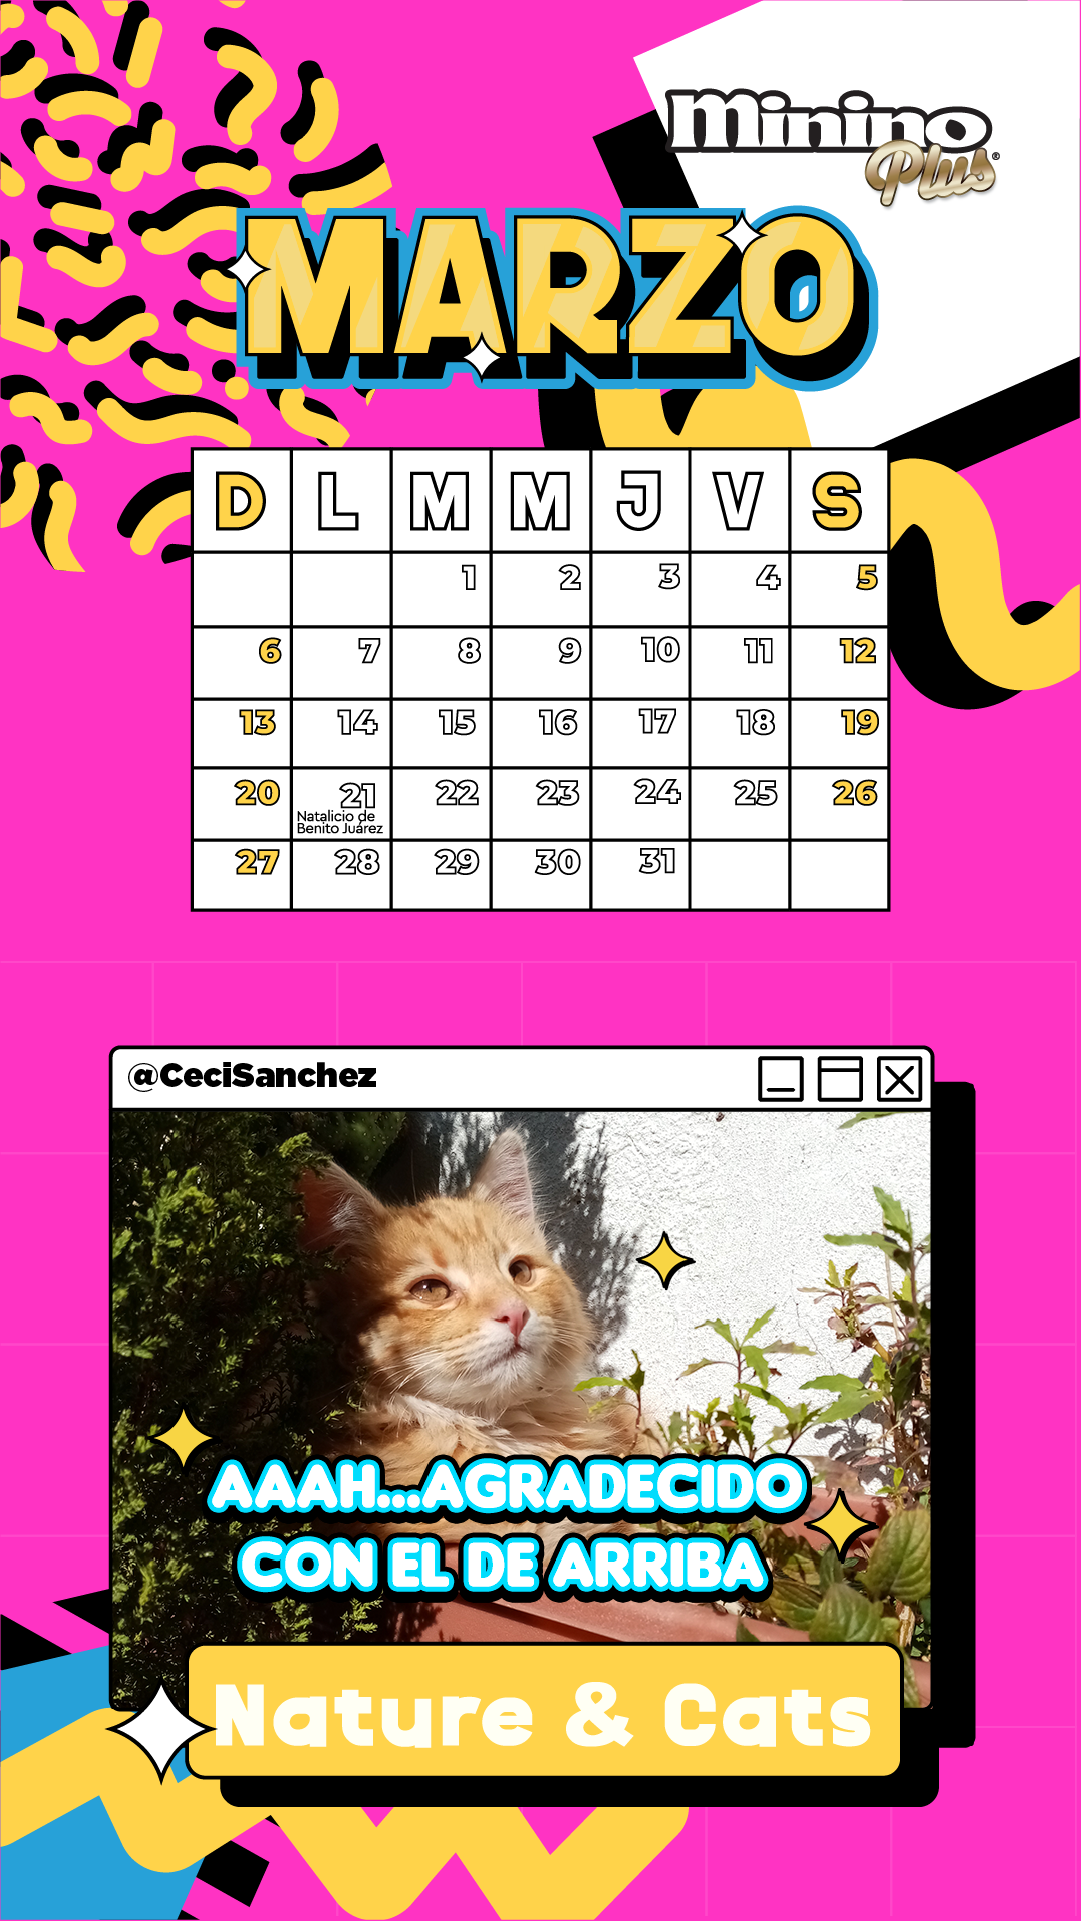 Minino
Plus®
MARZO
D L M M J V S
1 2 3 4 5
6 7 8 9 10 11 12
13 14 15 16 17 18 19
20 21 22 23 24 25 26
Natalicio de
Benito Juárez
27 28 29 30 31
@CeciSanchez
AAAH...AGRADECIDO
CON EL DE ARRIBA
Nature & Cats